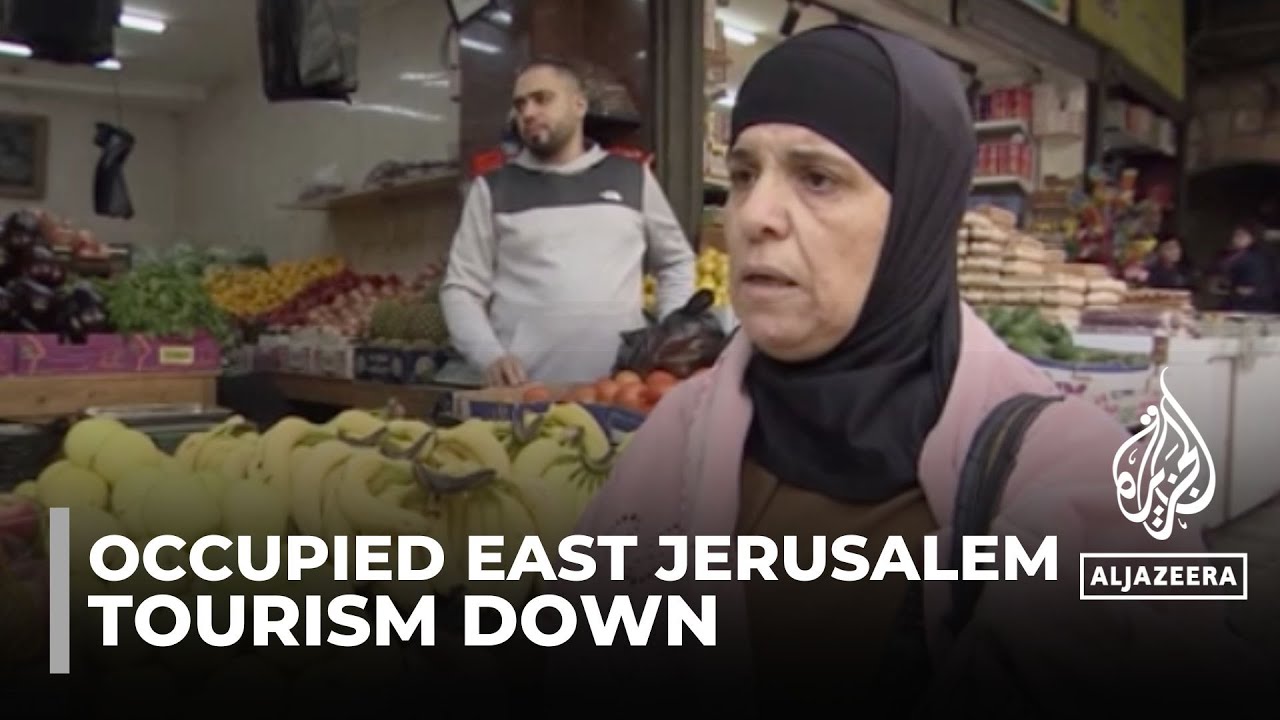 OCCUPIED EAST JERUSALEM
TOURISM DOWN
الجزيرة
ALJAZEERA